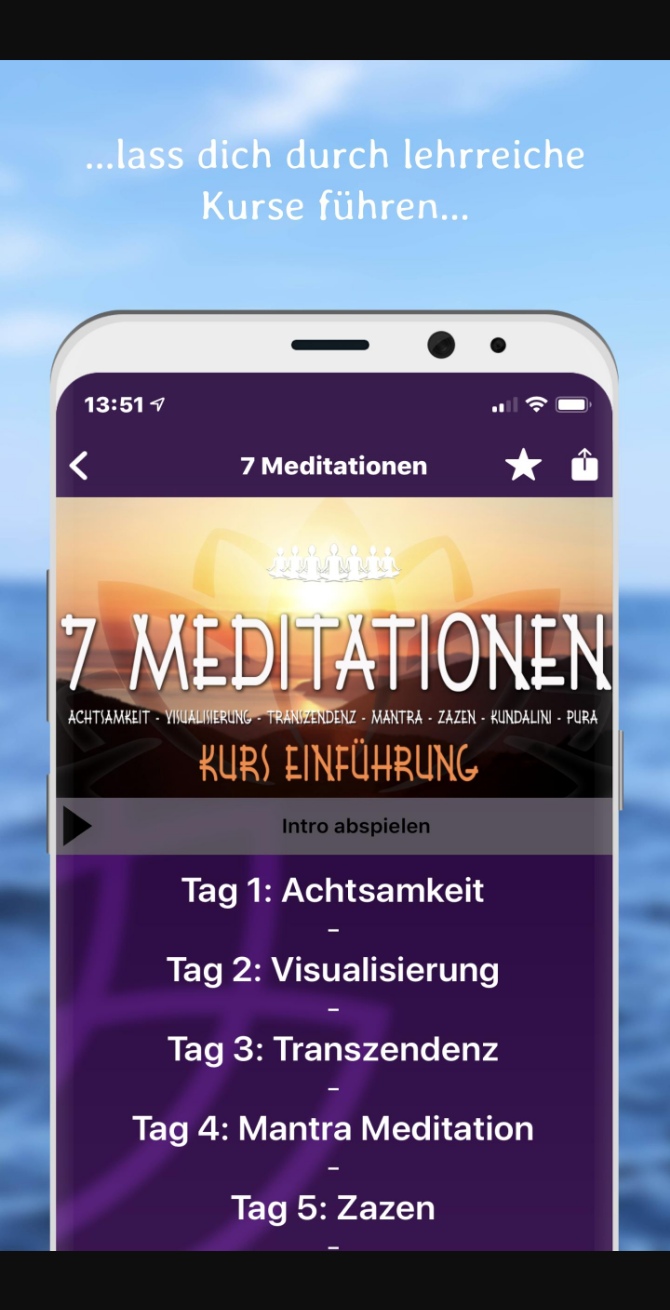 ...lass dich durch lehrreiche
Kurse führen...
13:51
7 Meditationen
7 MEDITATIONEN
ACHTSAMKEIT - VISUALISIERUNG - TRANSZENDENZ - MANTRA - ZAZEN - KUNDALINI - PURA
KURS EINFÜHRUNG
Intro abspielen
Tag 1: Achtsamkeit
–
Tag 2: Visualisierung
–
Tag 3: Transzendenz
–
Tag 4: Mantra Meditation
–
Tag 5: Zazen
–